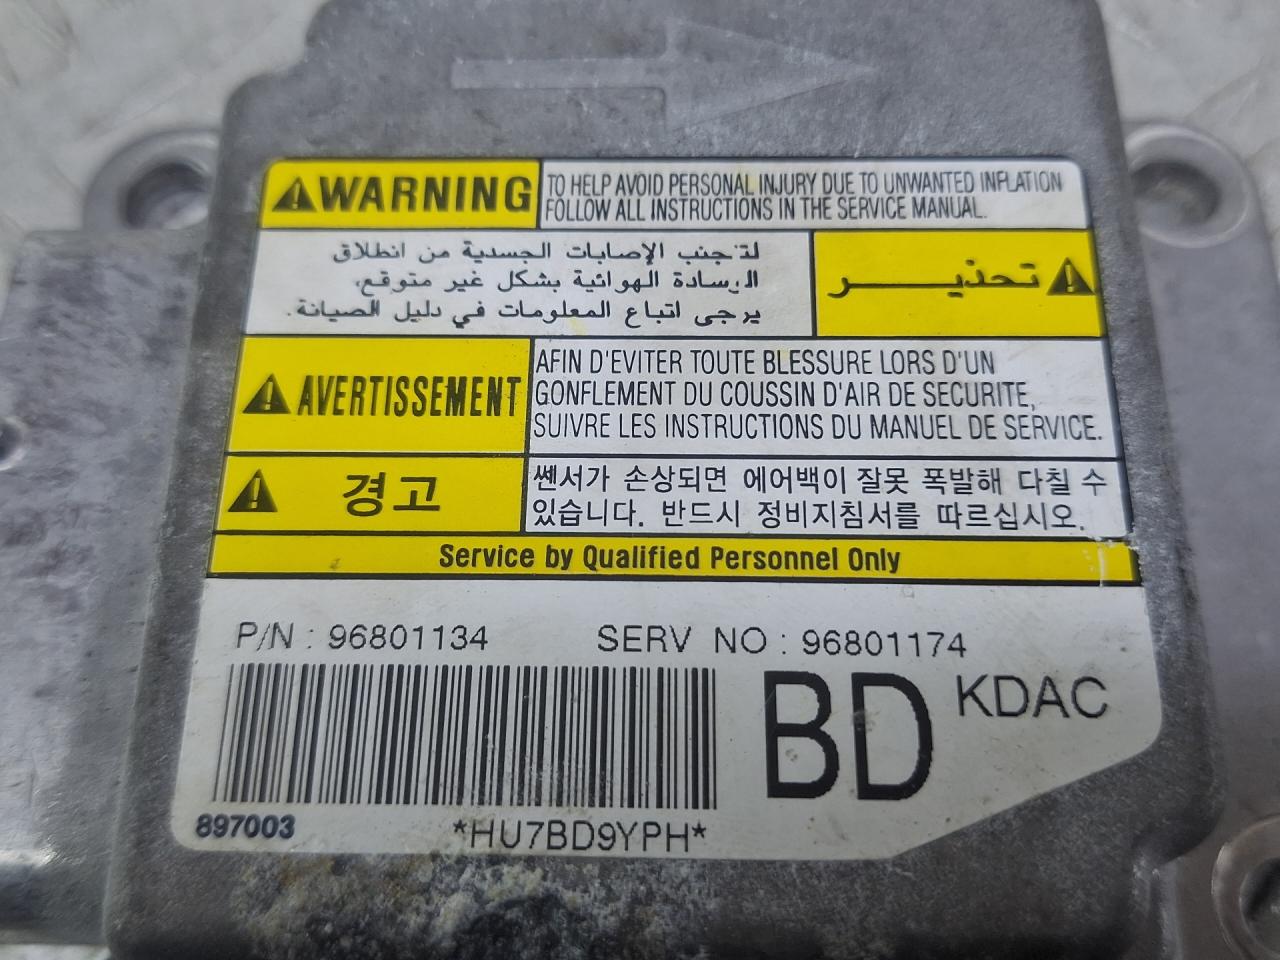 WARNING
TO HELP AVOID PERSONAL INJURY DUE TO UNWANTED INFLATION
FOLLOW ALL INSTRUCTIONS IN THE SERVICE MANUAL.
تحذير
لتجنب الإصابات الجسدية من انطلاق
الوسادة الهوائية بشكل غير متوقع،
يرجى اتباع المعلومات في دليل الصيانة.
AVERTISSEMENT
AFIN D'EVITER TOUTE BLESSURE LORS D'UN
GONFLEMENT DU COUSSIN D'AIR DE SECURITE,
SUIVRE LES INSTRUCTIONS DU MANUEL DE SERVICE.
경고
쎈서가 손상되면 에어백이 잘못 폭발해 다칠 수
있습니다. 반드시 정비지침서를 따르십시오.
Service by Qualified Personnel Only
P/N : 96801134 SERV NO : 96801174
BD KDAC
897003 *HU7BD9YPH*